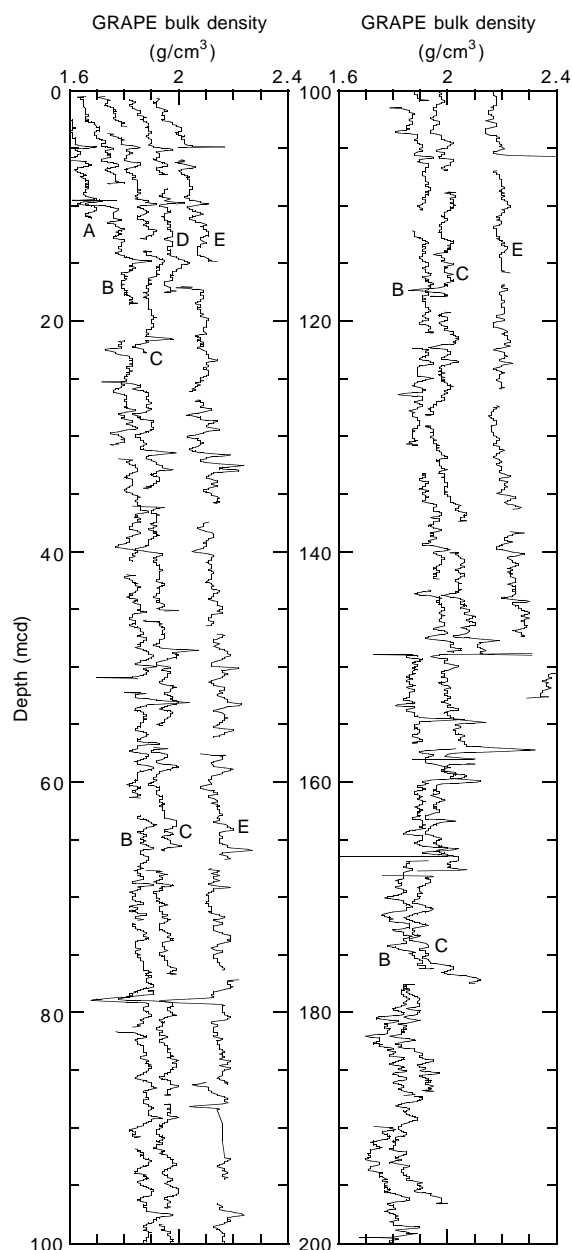 GRAPE bulk density
(g/cm3)
1.6 2 2.4
0
20
40
60
80
100
Depth (mcd)
A
B
C
D
E
B
C
E
GRAPE bulk density
(g/cm3)
1.6 2 2.4
100
120
140
160
180
200
B
C
E
B
C